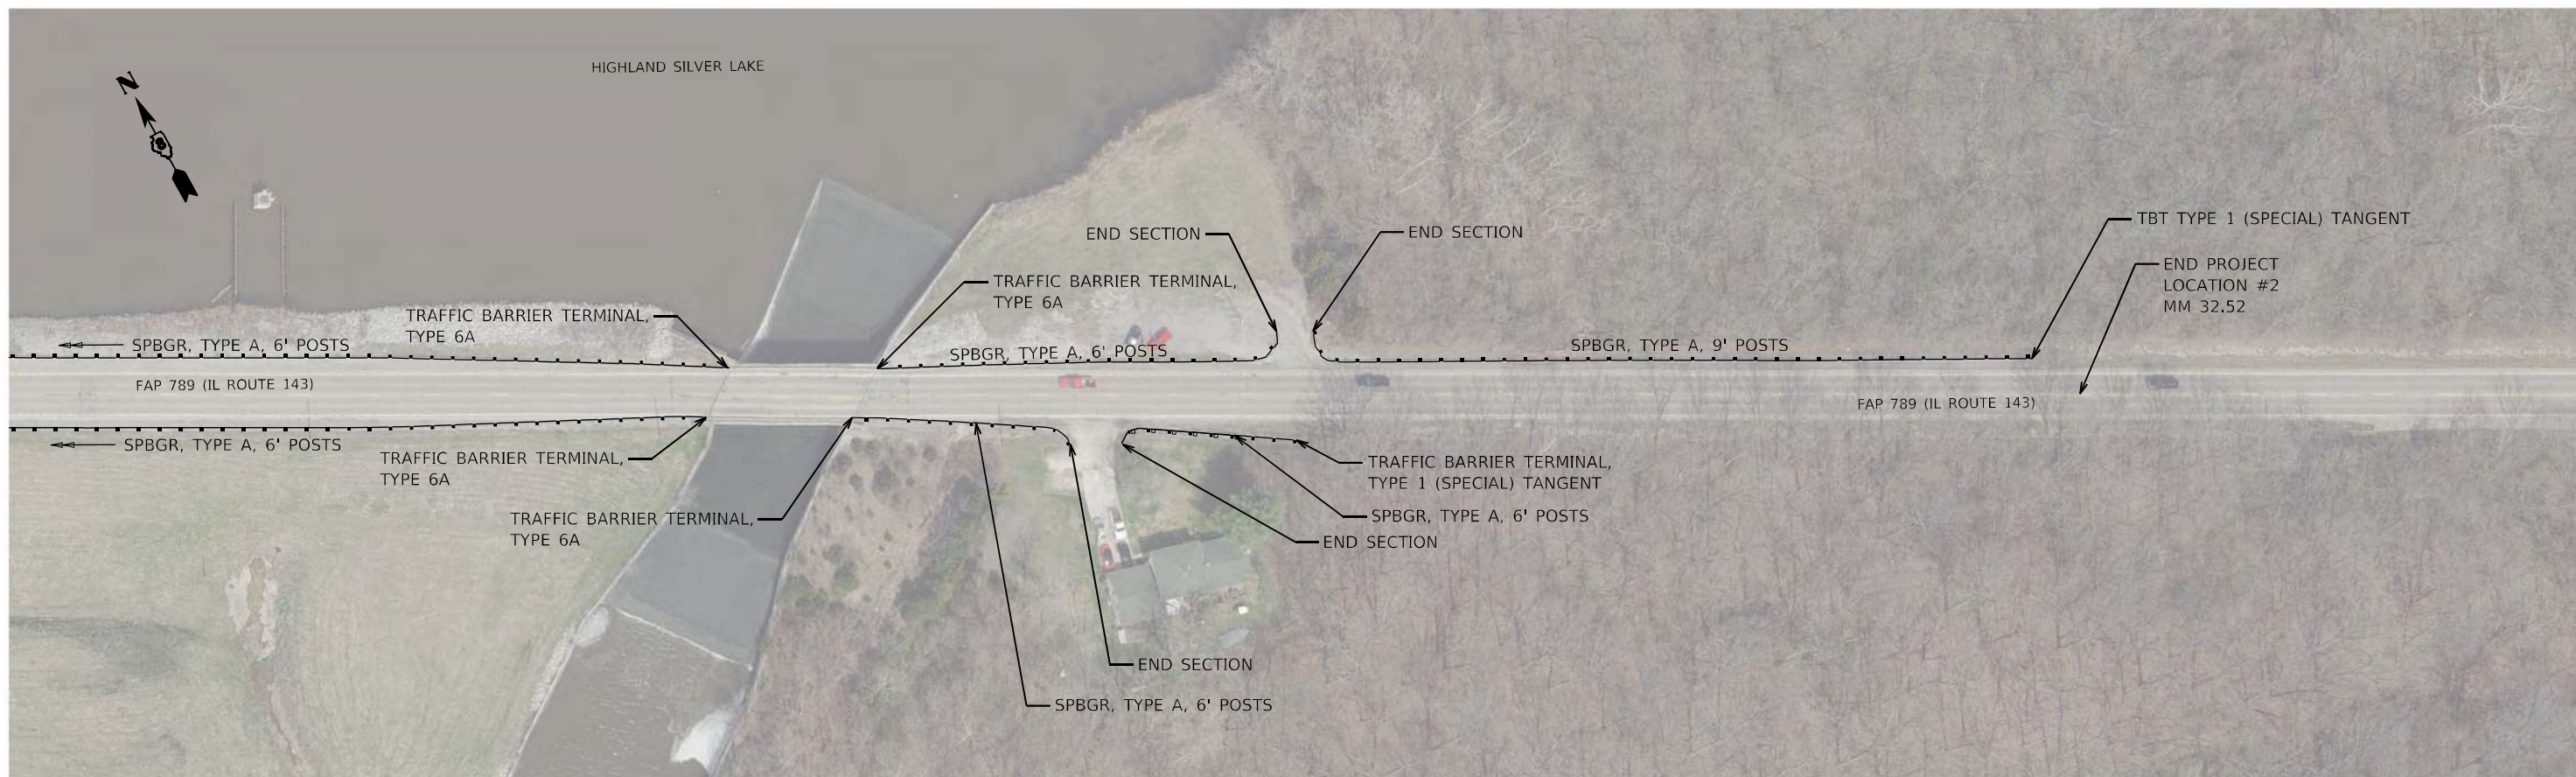 HIGHLAND SILVER LAKE
N
8
TBT TYPE 1 (SPECIAL) TANGENT
END SECTION
END SECTION
END PROJECT
LOCATION #2
MM 32.52
TRAFFIC BARRIER TERMINAL,
TYPE 6A
TRAFFIC BARRIER TERMINAL,
TYPE 6A
SPBGR, TYPE A, 6' POSTS
SPBGR, TYPE A, 6' POSTS
SPBGR, TYPE A, 9' POSTS
FAP 789 (IL ROUTE 143)
FAP 789 (IL ROUTE 143)
SPBGR, TYPE A, 6' POSTS
TRAFFIC BARRIER TERMINAL,
TYPE 6A
TRAFFIC BARRIER TERMINAL,
TYPE 1 (SPECIAL) TANGENT
TRAFFIC BARRIER TERMINAL,
TYPE 6A
SPBGR, TYPE A, 6' POSTS
END SECTION
END SECTION
SPBGR, TYPE A, 6' POSTS